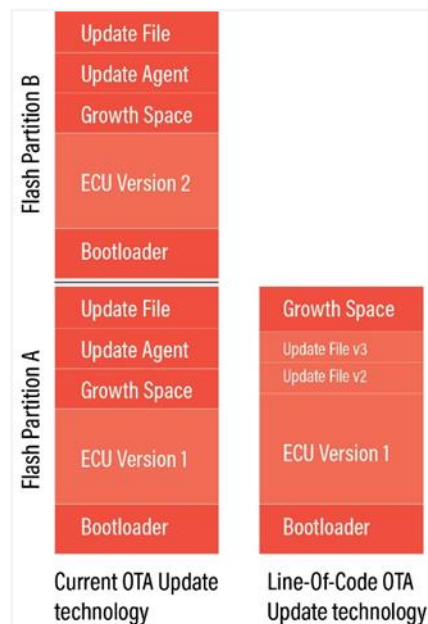 Flash Partition B
Update File
Update Agent
Growth Space
ECU Version 2
Bootloader
Flash Partition A
Update File
Update Agent
Growth Space
ECU Version 1
Bootloader
Current OTA Update
technology
Growth Space
Update File v3
Update File v2
ECU Version 1
Bootloader
Line-Of-Code OTA
Update technology